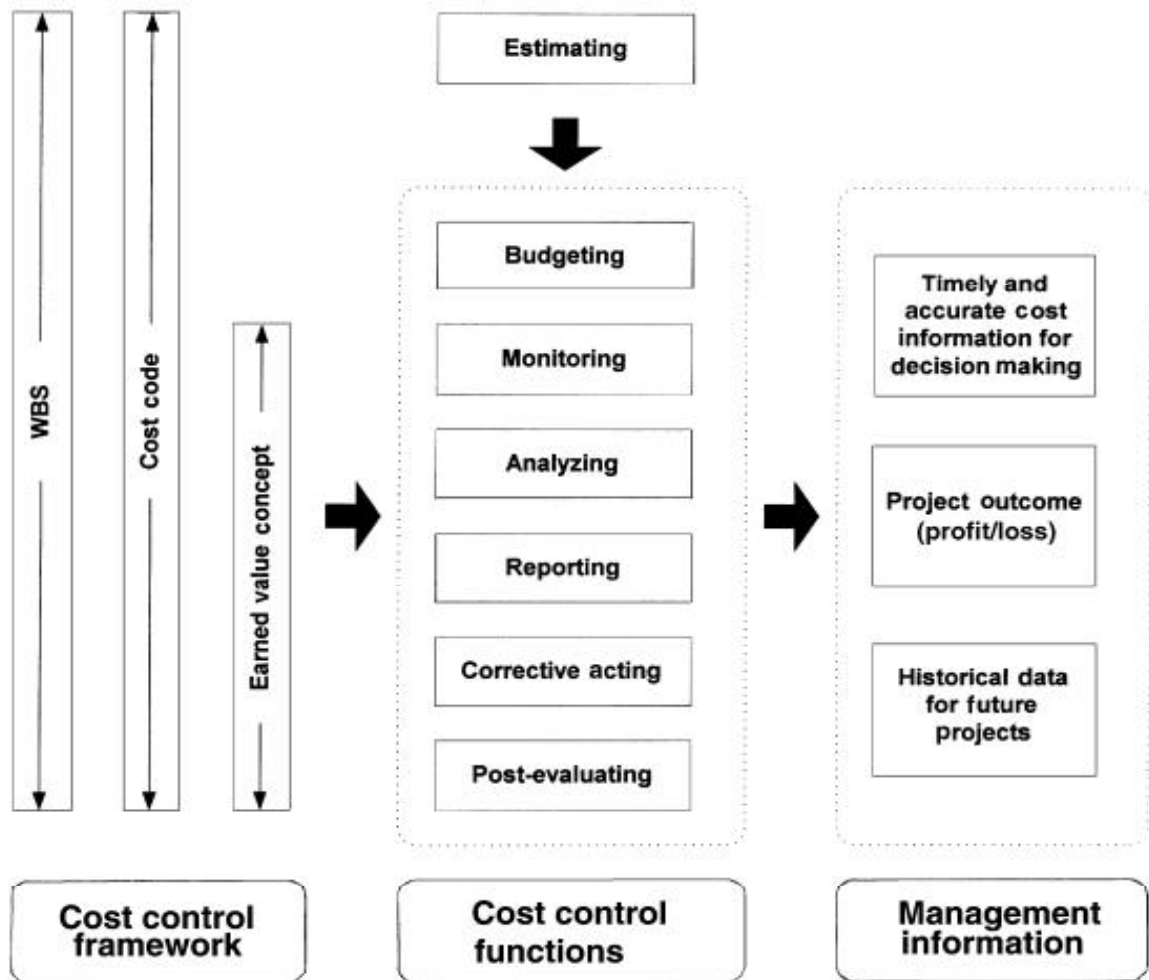 WBS
Cost code
Earned value concept
Estimating
Budgeting
Monitoring
Analyzing
Reporting
Corrective acting
Post-evaluating
Timely and
accurate cost
information for
decision making
Project outcome
(profit/loss)
Historical data
for future
projects
Cost control
framework
Cost control
functions
Management
information